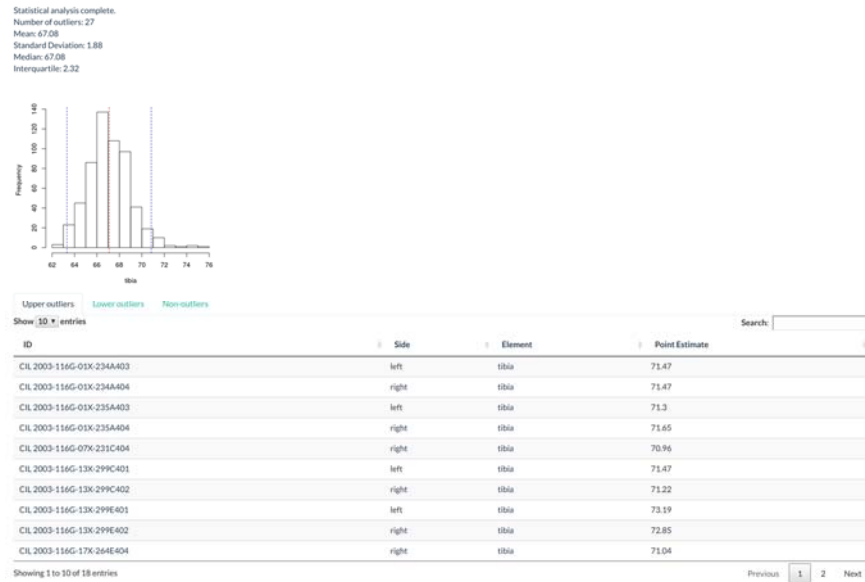 Statistical analysis complete.
Number of outliers: 27
Mean: 67.08
Standard Deviation: 1.88
Median: 67.08
Interquartile: 2.32
140
120
100
80
60
40
20
0
Frequency
62 64 66 68 70 72 74 76
tibia
Upper outliers Lower outliers Non-outliers
Show 10 entries Search:
ID Side Element Point Estimate
CIL 2003-116G-01X-234A403 left tibia 71.47
CIL 2003-116G-01X-234A404 right tibia 71.47
CIL 2003-116G-01X-235A403 left tibia 71.3
CIL 2003-116G-01X-235A404 right tibia 71.65
CIL 2003-116G-07X-231C404 right tibia 70.96
CIL 2003-116G-13X-299C401 left tibia 71.47
CIL 2003-116G-13X-299C402 right tibia 71.22
CIL 2003-116G-13X-299E401 left tibia 73.19
CIL 2003-116G-13X-299E402 right tibia 72.85
CIL 2003-116G-17X-264E404 right tibia 71.04
Showing 1 to 10 of 18 entries Previous 1 2 Next